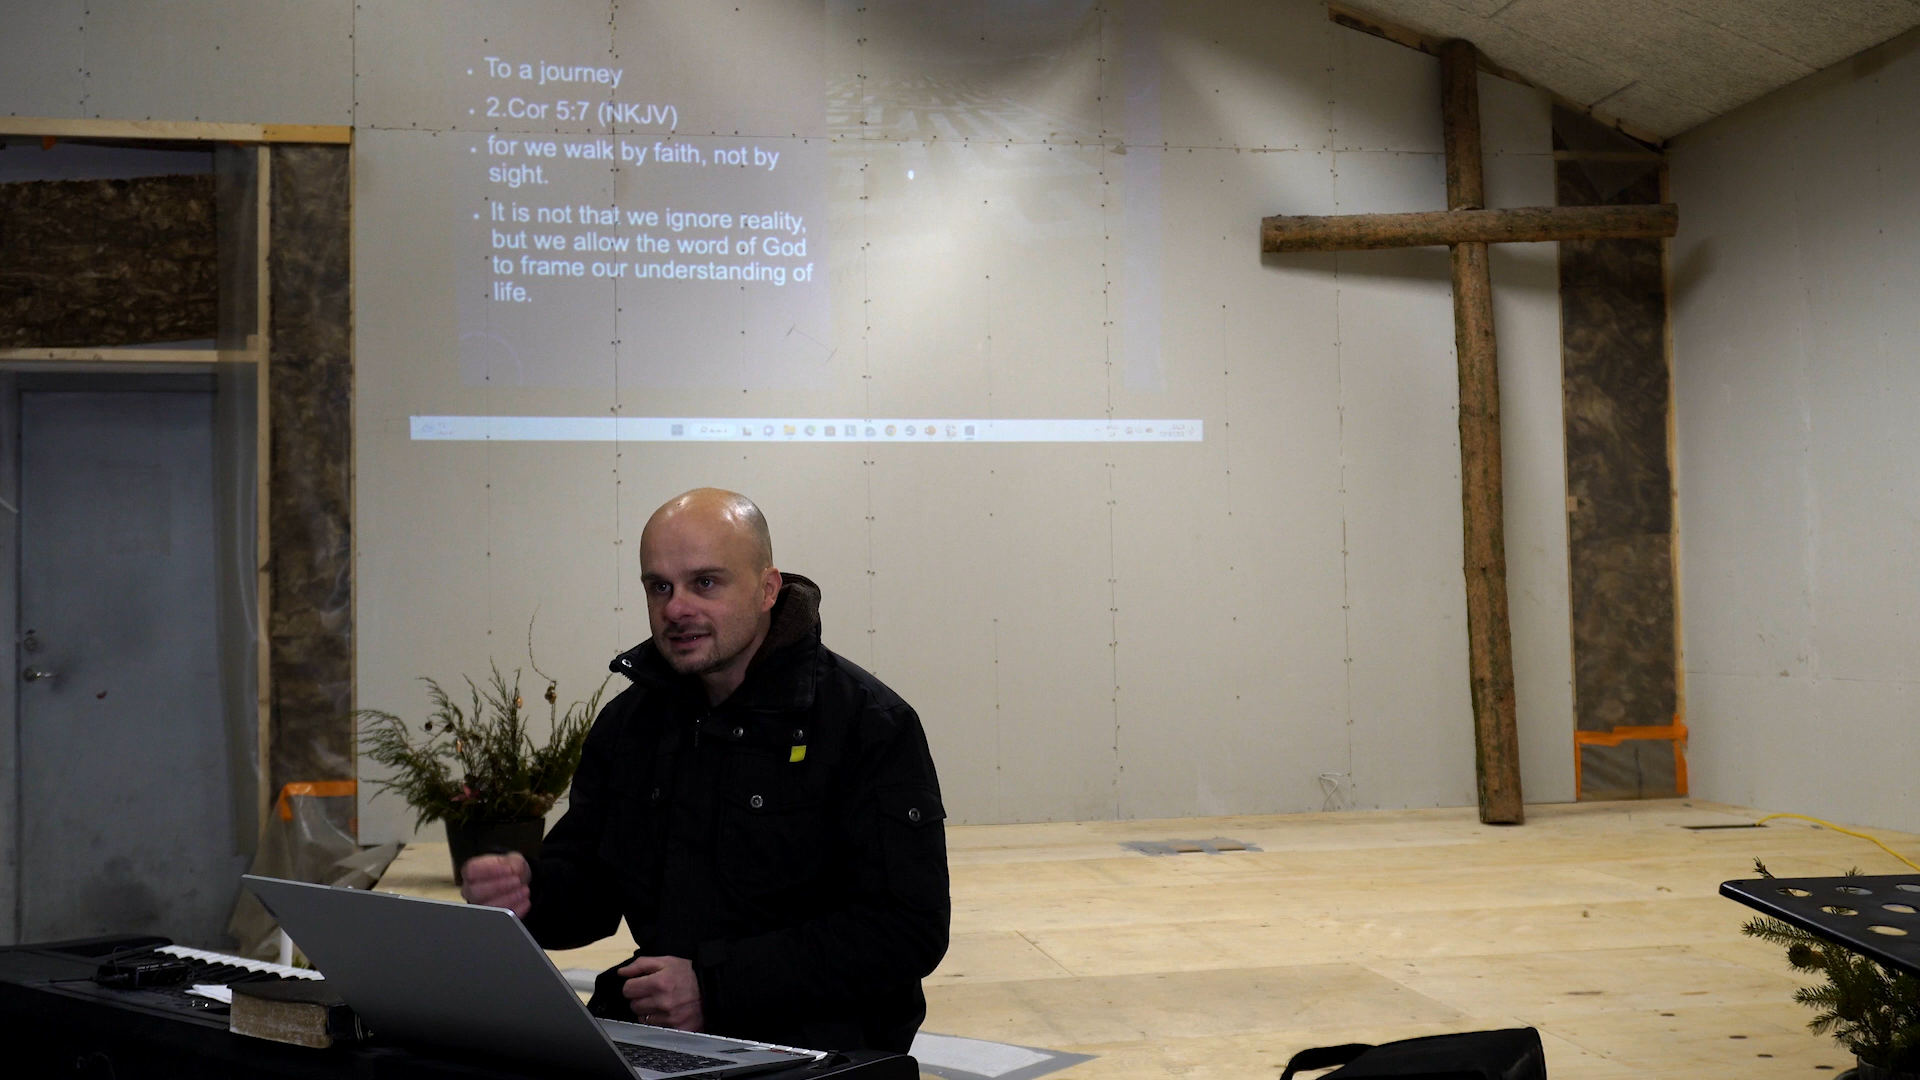 To a journey
2.Cor 5:7 (NKJV)
for we walk by faith, not by
sight.
It is not that we ignore reality,
but we allow the word of God
to frame our understanding of
life.